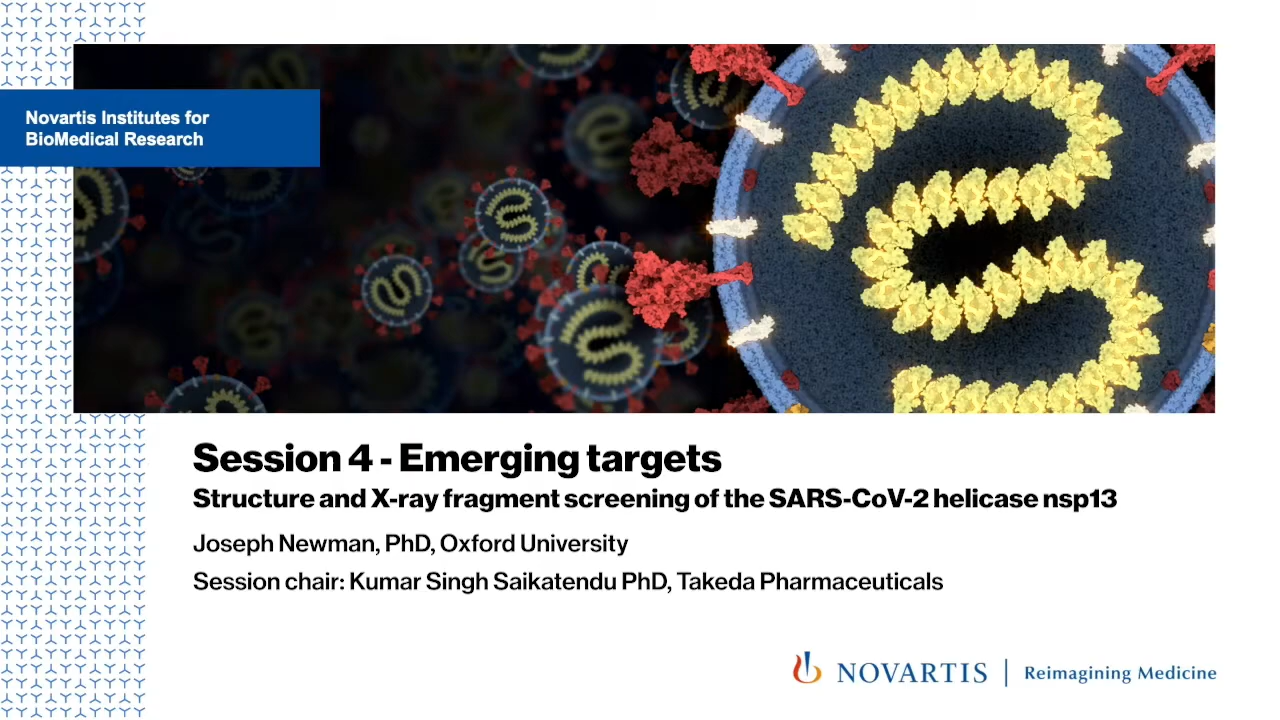 Novartis Institutes for
BioMedical Research
Session 4 - Emerging targets
Structure and X-ray fragment screening of the SARS-CoV-2 helicase nsp13
Joseph Newman, PhD, Oxford University
Session chair: Kumar Singh Saikatendu PhD, Takeda Pharmaceuticals
NOVARTIS | Reimagining Medicine